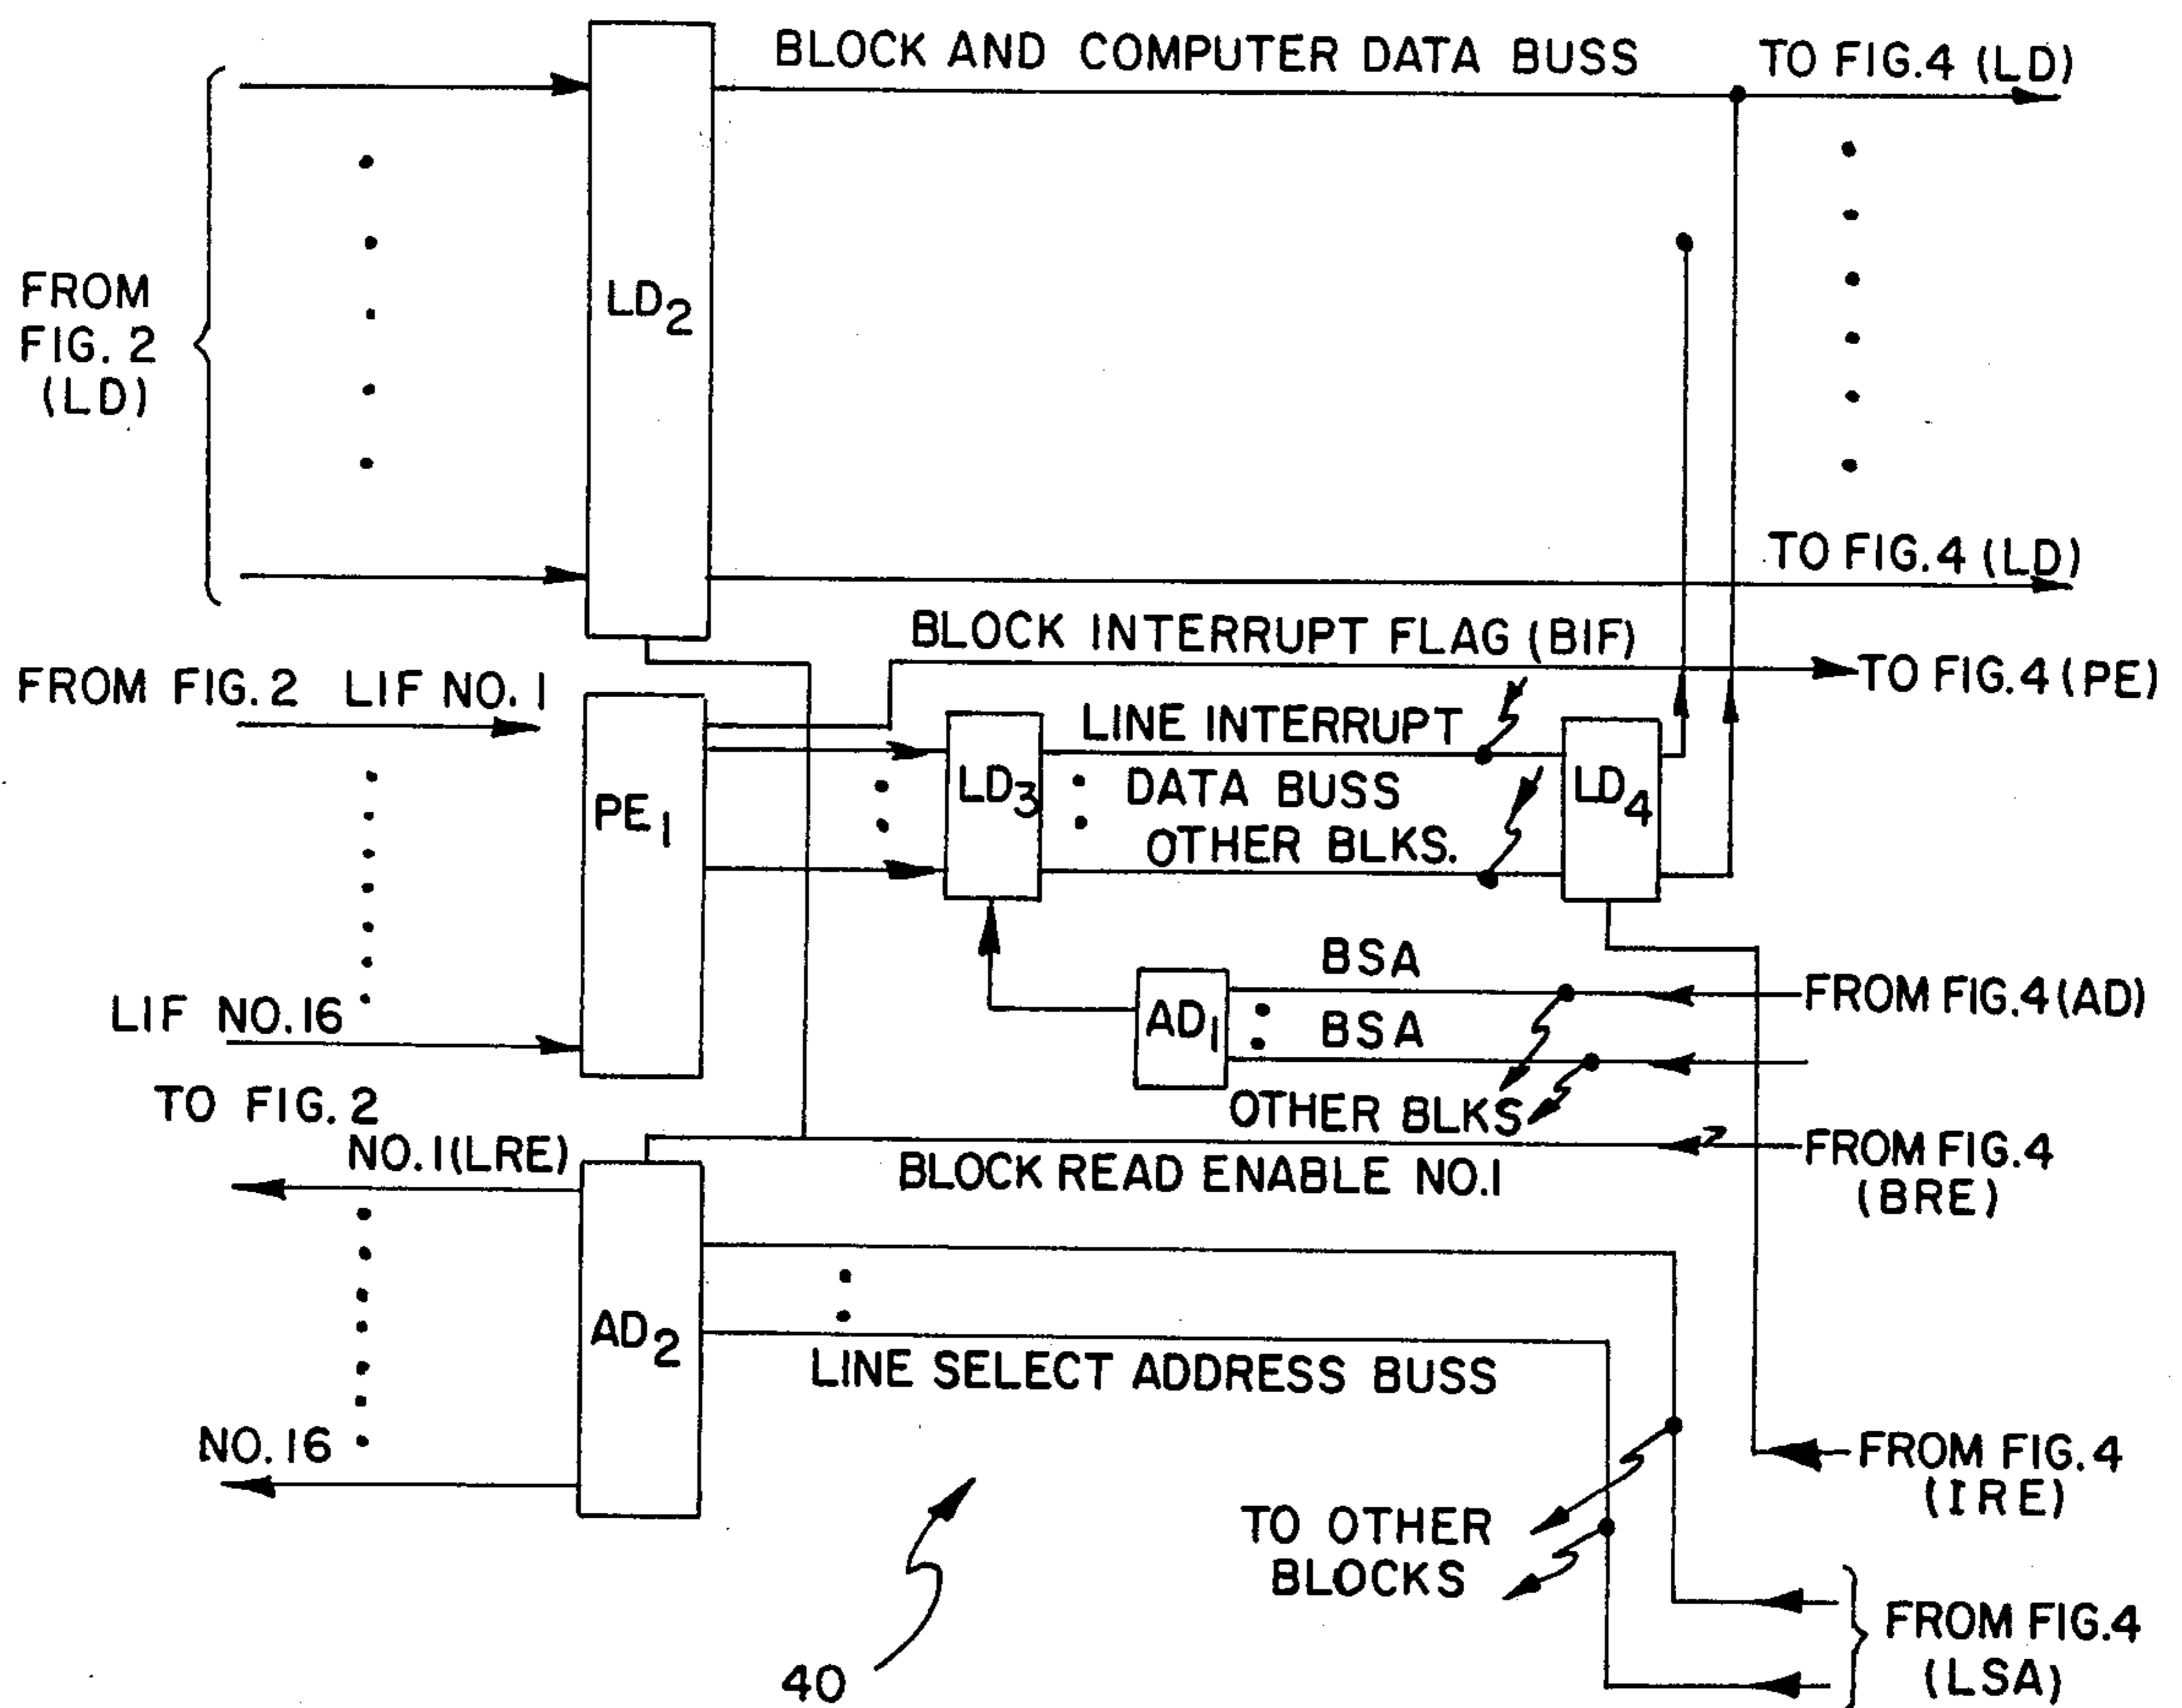 BLOCK AND COMPUTER DATA BUSS
TO FIG.4 (LD)
FROM
FIG. 2
(LD)
LD2
TO FIG.4 (LD)
BLOCK INTERRUPT FLAG (BIF)
TO FIG.4 (PE)
FROM FIG. 2 LIF NO. 1
PE1
LD3
LINE INTERRUPT
DATA BUSS
OTHER BLKS.
LD4
LIF NO. 16
BSA
FROM FIG.4 (AD)
AD1
BSA
OTHER BLKS
TO FIG. 2
NO. 1(LRE)
BLOCK READ ENABLE NO.1
FROM FIG.4
(BRE)
AD2
LINE SELECT ADDRESS BUSS
NO. 16
FROM FIG.4
(IRE)
TO OTHER
BLOCKS
FROM FIG.4
(LSA)
40